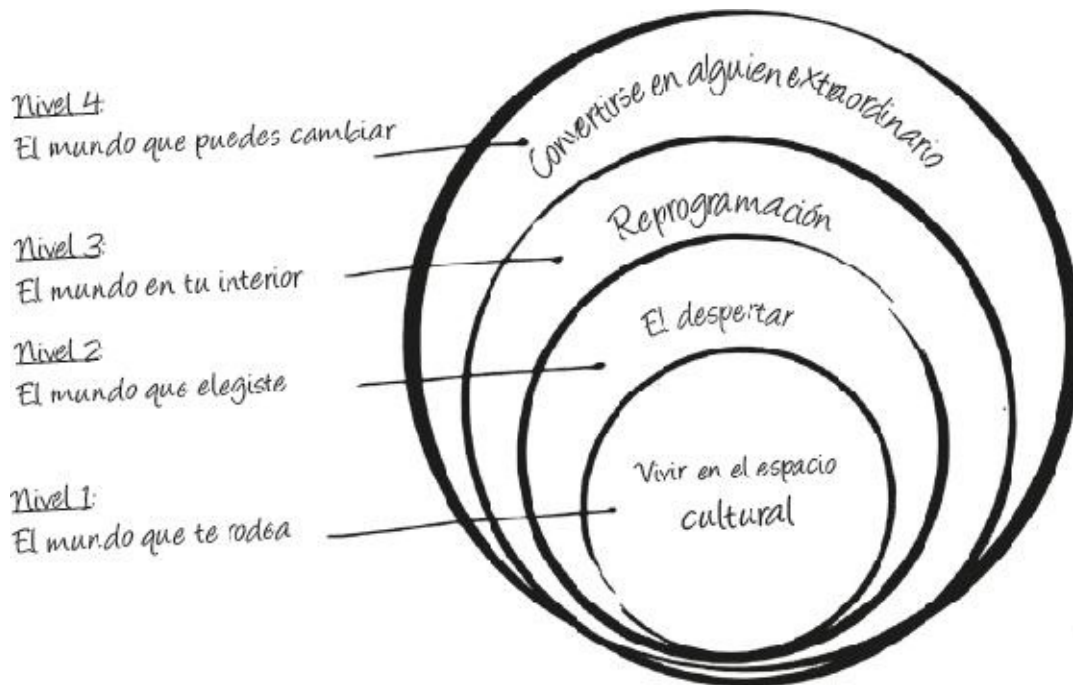 Nivel 4:
El mundo que puedes cambiar
Convertirse en alguien extraordinario
Nivel 3:
El mundo en tu interior
Reprogramación
Nivel 2
El mundo que elegiste
El despertar
Nivel 1:
El mundo que te rodea
Vivir en el espacio
cultural